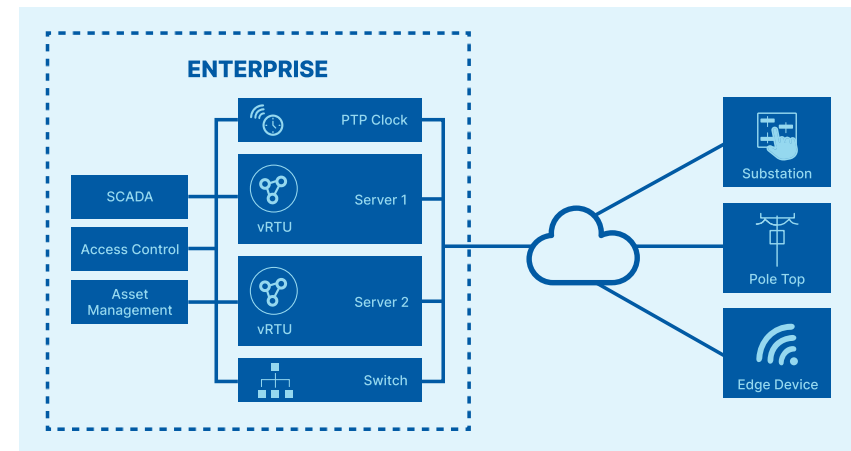 ENTERPRISE
PTP Clock
SCADA
Server 1
vRTU
Access Control
Asset
Management
Server 2
vRTU
Switch
Substation
Pole Top
Edge Device